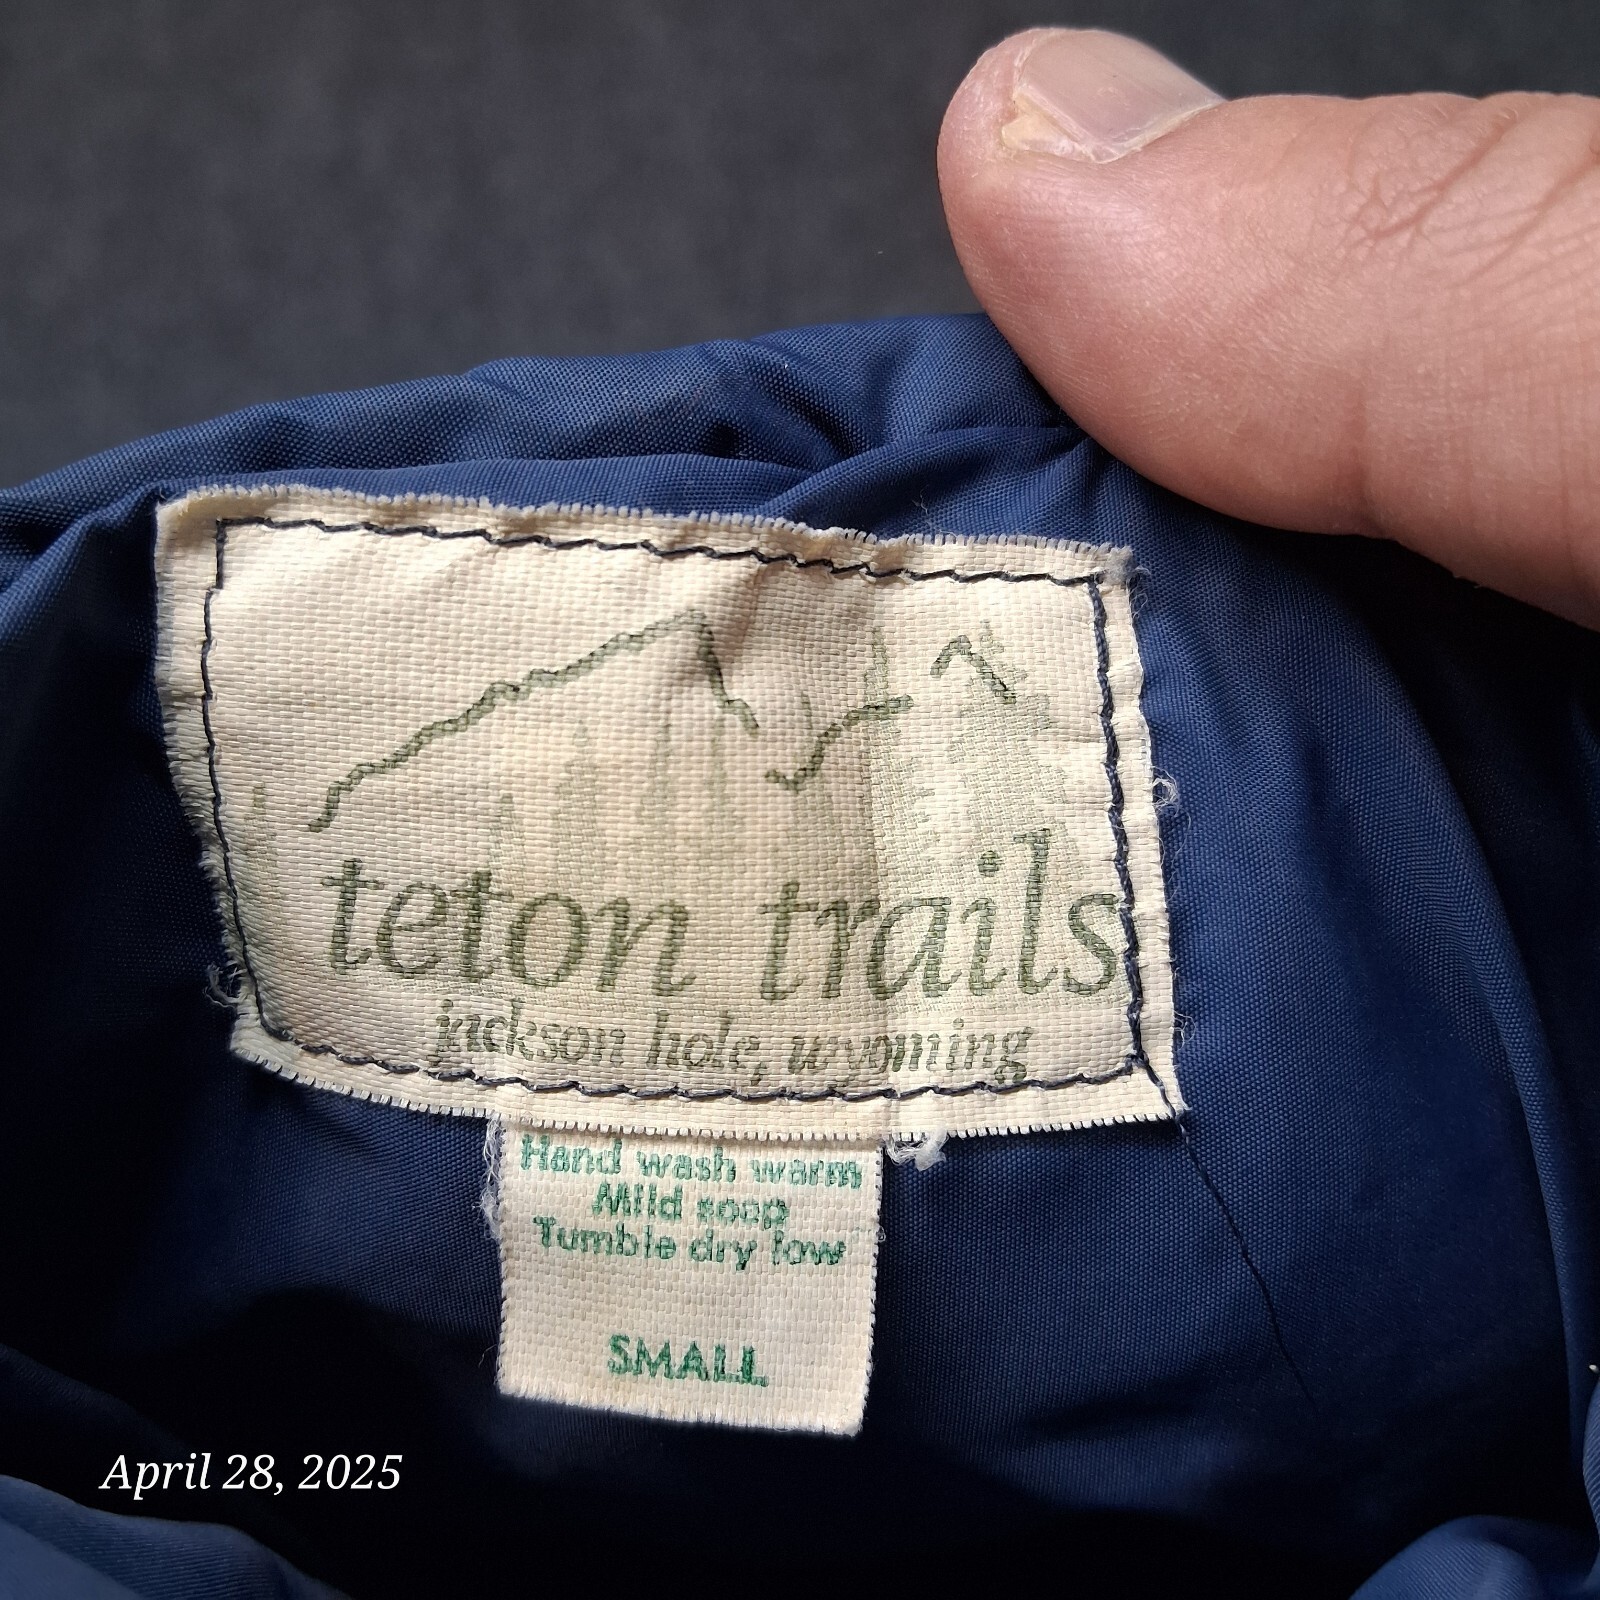 teton trails
jackson hole, wyoming
Hand wash warm
Mild soap
Tumble dry low
SMALL
April 28, 2025